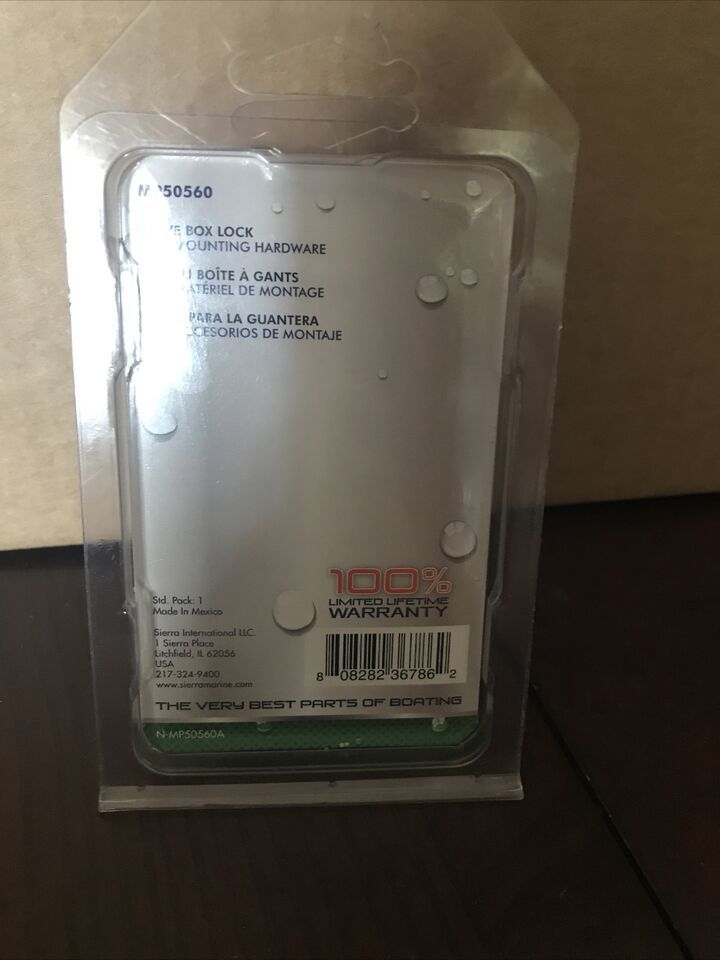 MP50560
BOX LOCK
MOUNTING HARDWARE
BOÎTE À GANTS
MATÉRIEL DE MONTAGE
PARA LA GUANTERA
ACCESORIOS DE MONTAJE
100%
LIMITED LIFETIME
WARRANTY
Std. Pack: 1
Made In Mexico
Sierra International LLC.
1 Sierra Place
Litchfield, IL 62056
USA
217-324-9400
www.sierramarine.com
8 08282 36786 2
THE VERY BEST PARTS OF BOATING
N-MP50560A